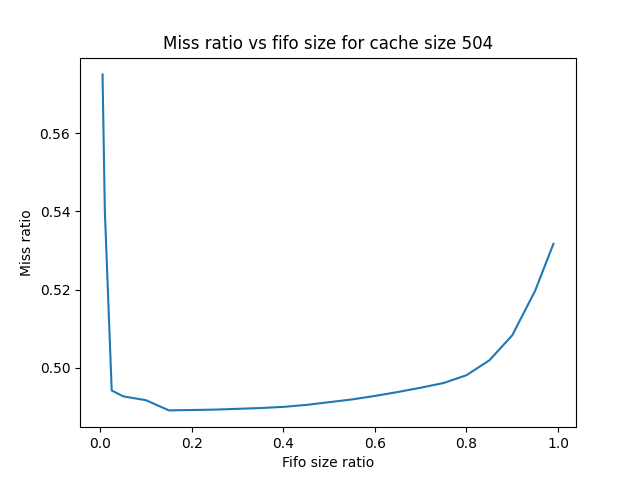 Miss ratio vs fifo size for cache size 504
0.56
0.54
0.52
0.50
Miss ratio
0.0 0.2 0.4 0.6 0.8 1.0
Fifo size ratio